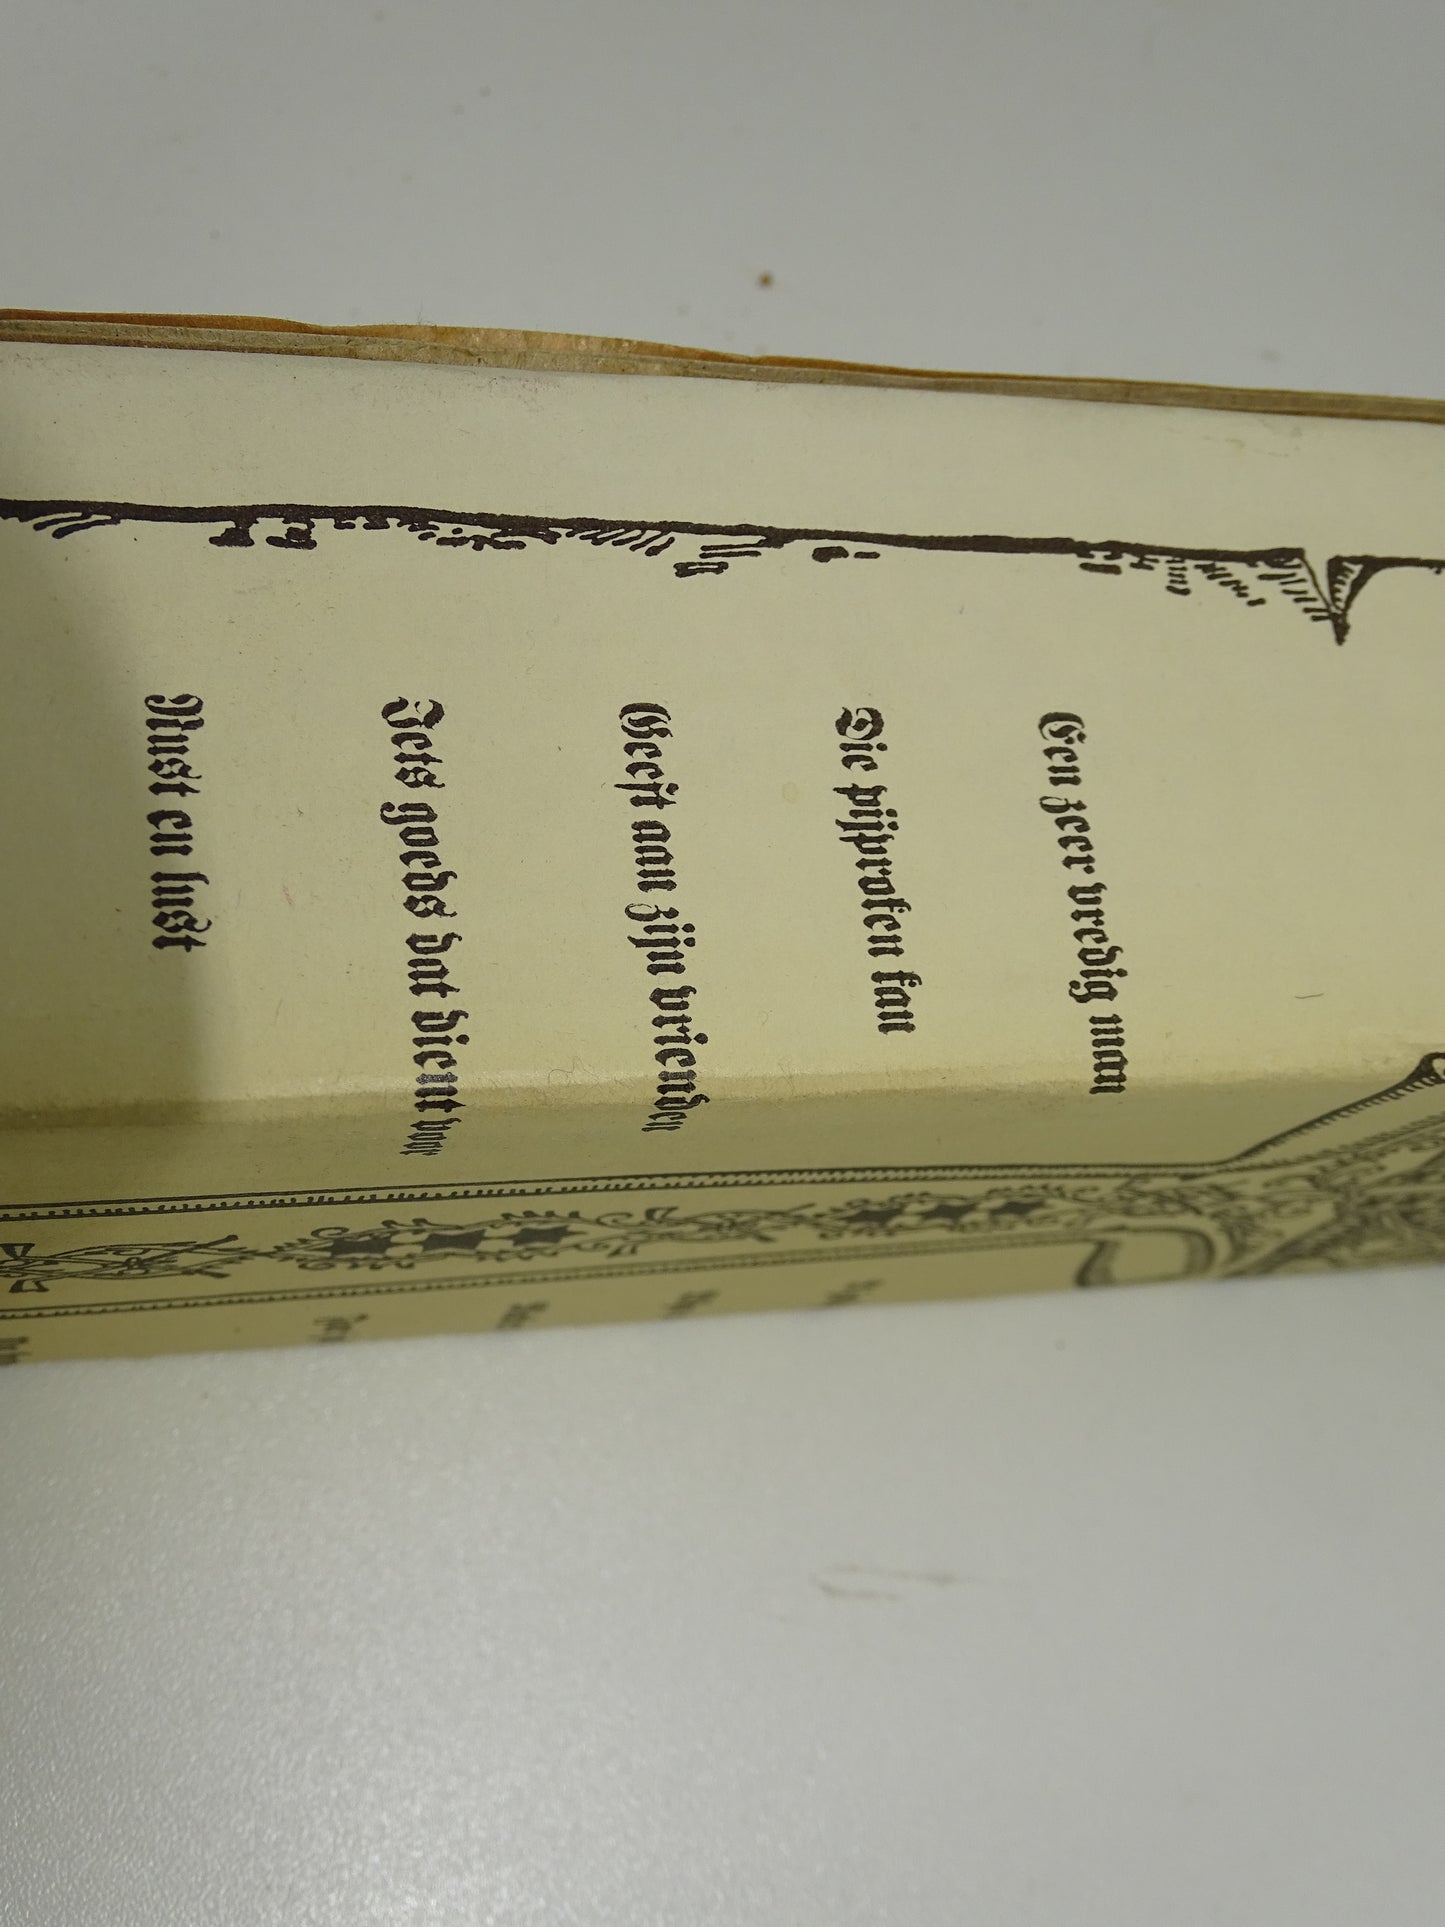 Een zeer vredig man
Die pijproken kan
Geeft aan zijn vrienden
Iets goeds dat dient voor
Rust en lust